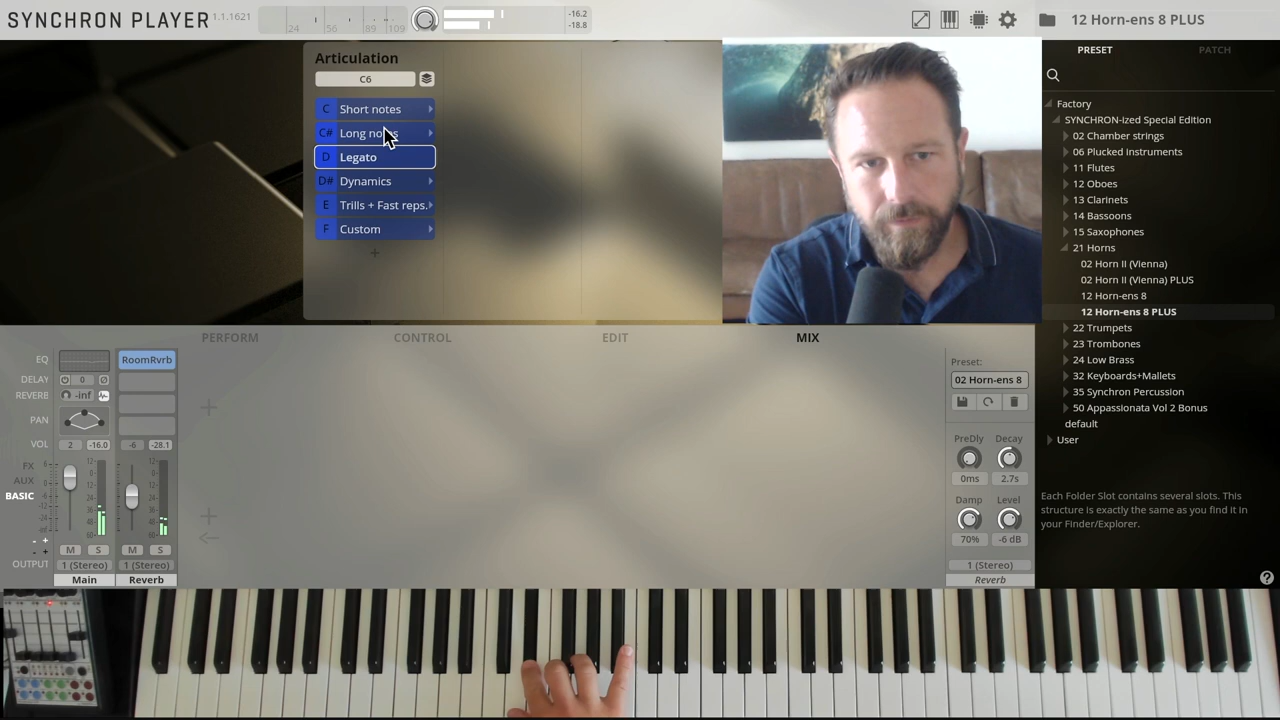 SYNCHRON PLAYER 1.1.1621
24 56 89 109
-16.2
-18.8
12 Horn-ens 8 PLUS
Articulation
C6
C Short notes
C# Long notes
D Legato
D# Dynamics
E Trills + Fast reps.
F Custom
+
PRESET PATCH
Factory
SYNCHRON-ized Special Edition
02 Chamber strings
06 Plucked Instruments
11 Flutes
12 Oboes
13 Clarinets
14 Bassoons
15 Saxophones
21 Horns
02 Horn II (Vienna)
02 Horn II (Vienna) PLUS
12 Horn-ens 8
12 Horn-ens 8 PLUS
22 Trumpets
23 Trombones
24 Low Brass
32 Keyboards+Mallets
35 Synchron Percussion
50 Appassionata Vol 2 Bonus
default
User
Each Folder Slot contains several slots. This
structure is exactly the same as you find it in
your Finder/Explorer.
PERFORM CONTROL EDIT MIX
EQ RoomRvrb
DELAY 0
REVERB -inf
PAN
VOL 2 -16.0 -6 -28.1
FX
AUX
BASIC
M S M S
OUTPUT 1 (Stereo) 1 (Stereo)
Main Reverb
Preset:
02 Horn-ens 8
PreDly Decay
0ms 2.7s
Damp Level
70% -6 dB
1 (Stereo)
Reverb